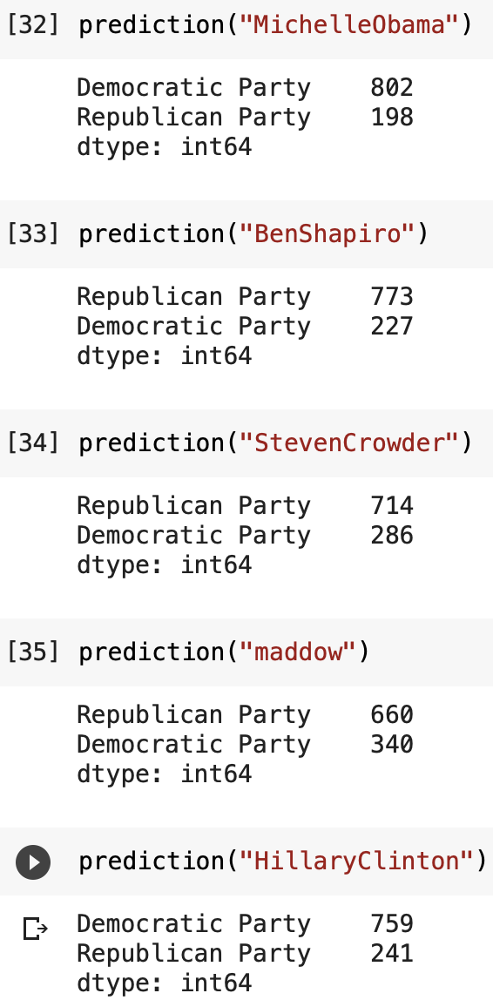 [32] prediction("MichelleObama")
Democratic Party    802
Republican Party    198
dtype: int64
[33] prediction("BenShapiro")
Republican Party    773
Democratic Party    227
dtype: int64
[34] prediction("StevenCrowder")
Republican Party    714
Democratic Party    286
dtype: int64
[35] prediction("maddow")
Republican Party    660
Democratic Party    340
dtype: int64
prediction("HillaryClinton")
Democratic Party    759
Republican Party    241
dtype: int64